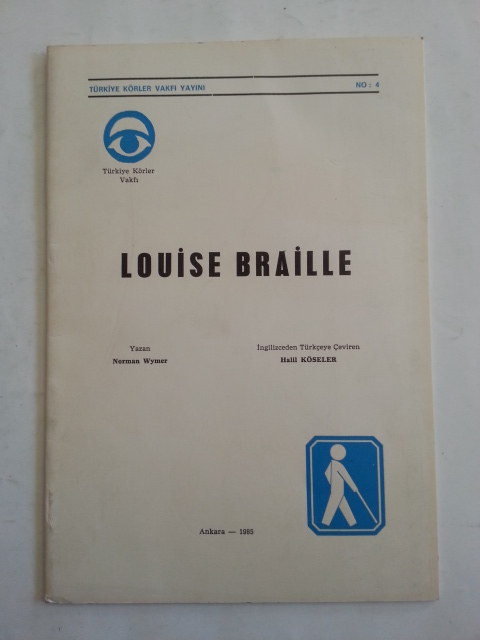 TÜRKİYE KÖRLER VAKFI YAYINI NO: 4
Türkiye Körler
Vakfı
LOUİSE BRAİLLE
Yazan
Norman Wymer
İngilizceden Türkçeye Çeviren
Halil KÖSELER
Ankara — 1985